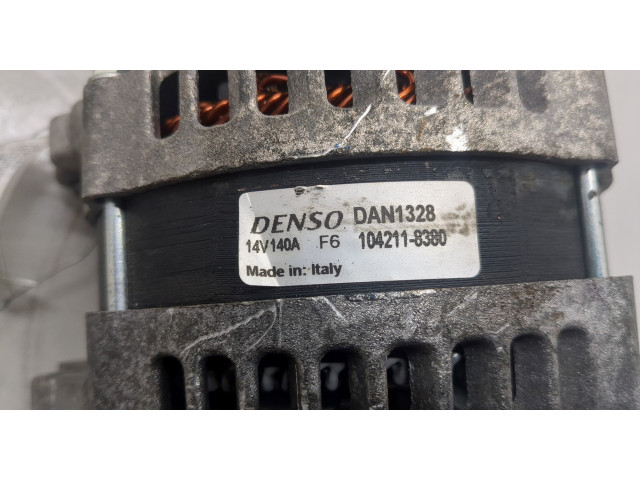 DENSO DAN1328
14V140A F6 104211-8380
Made in: Italy